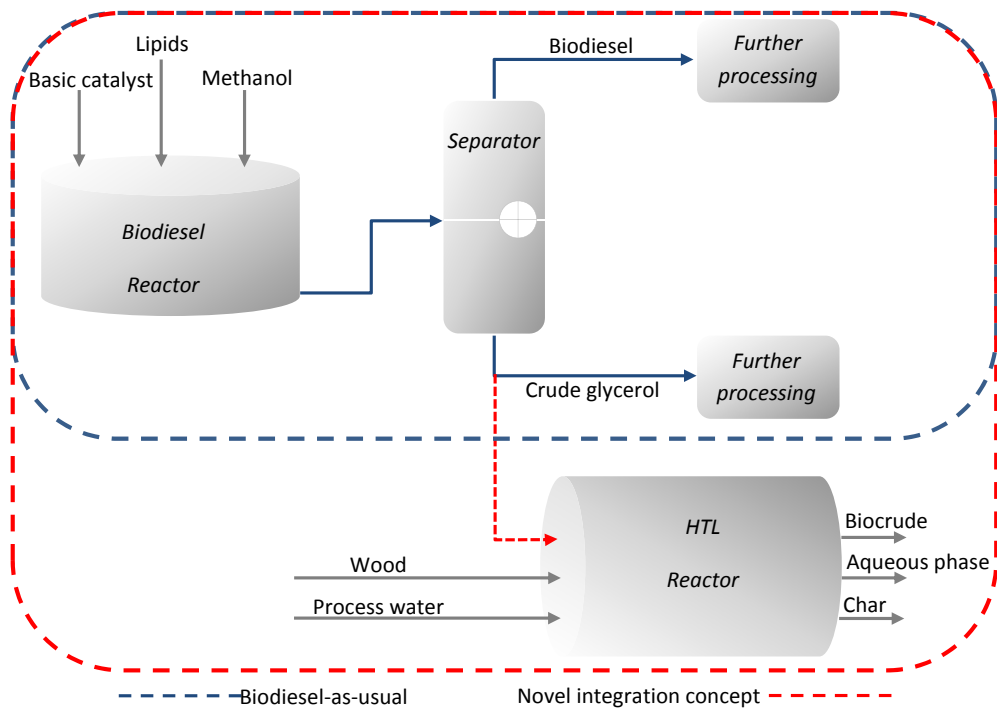 Lipids
Basic catalyst
Methanol
Biodiesel
Reactor
Separator
Biodiesel
Further
processing
Crude glycerol
Further
processing
HTL
Reactor
Wood
Process water
Biocrude
Aqueous phase
Char
Biodiesel-as-usual
Novel integration concept